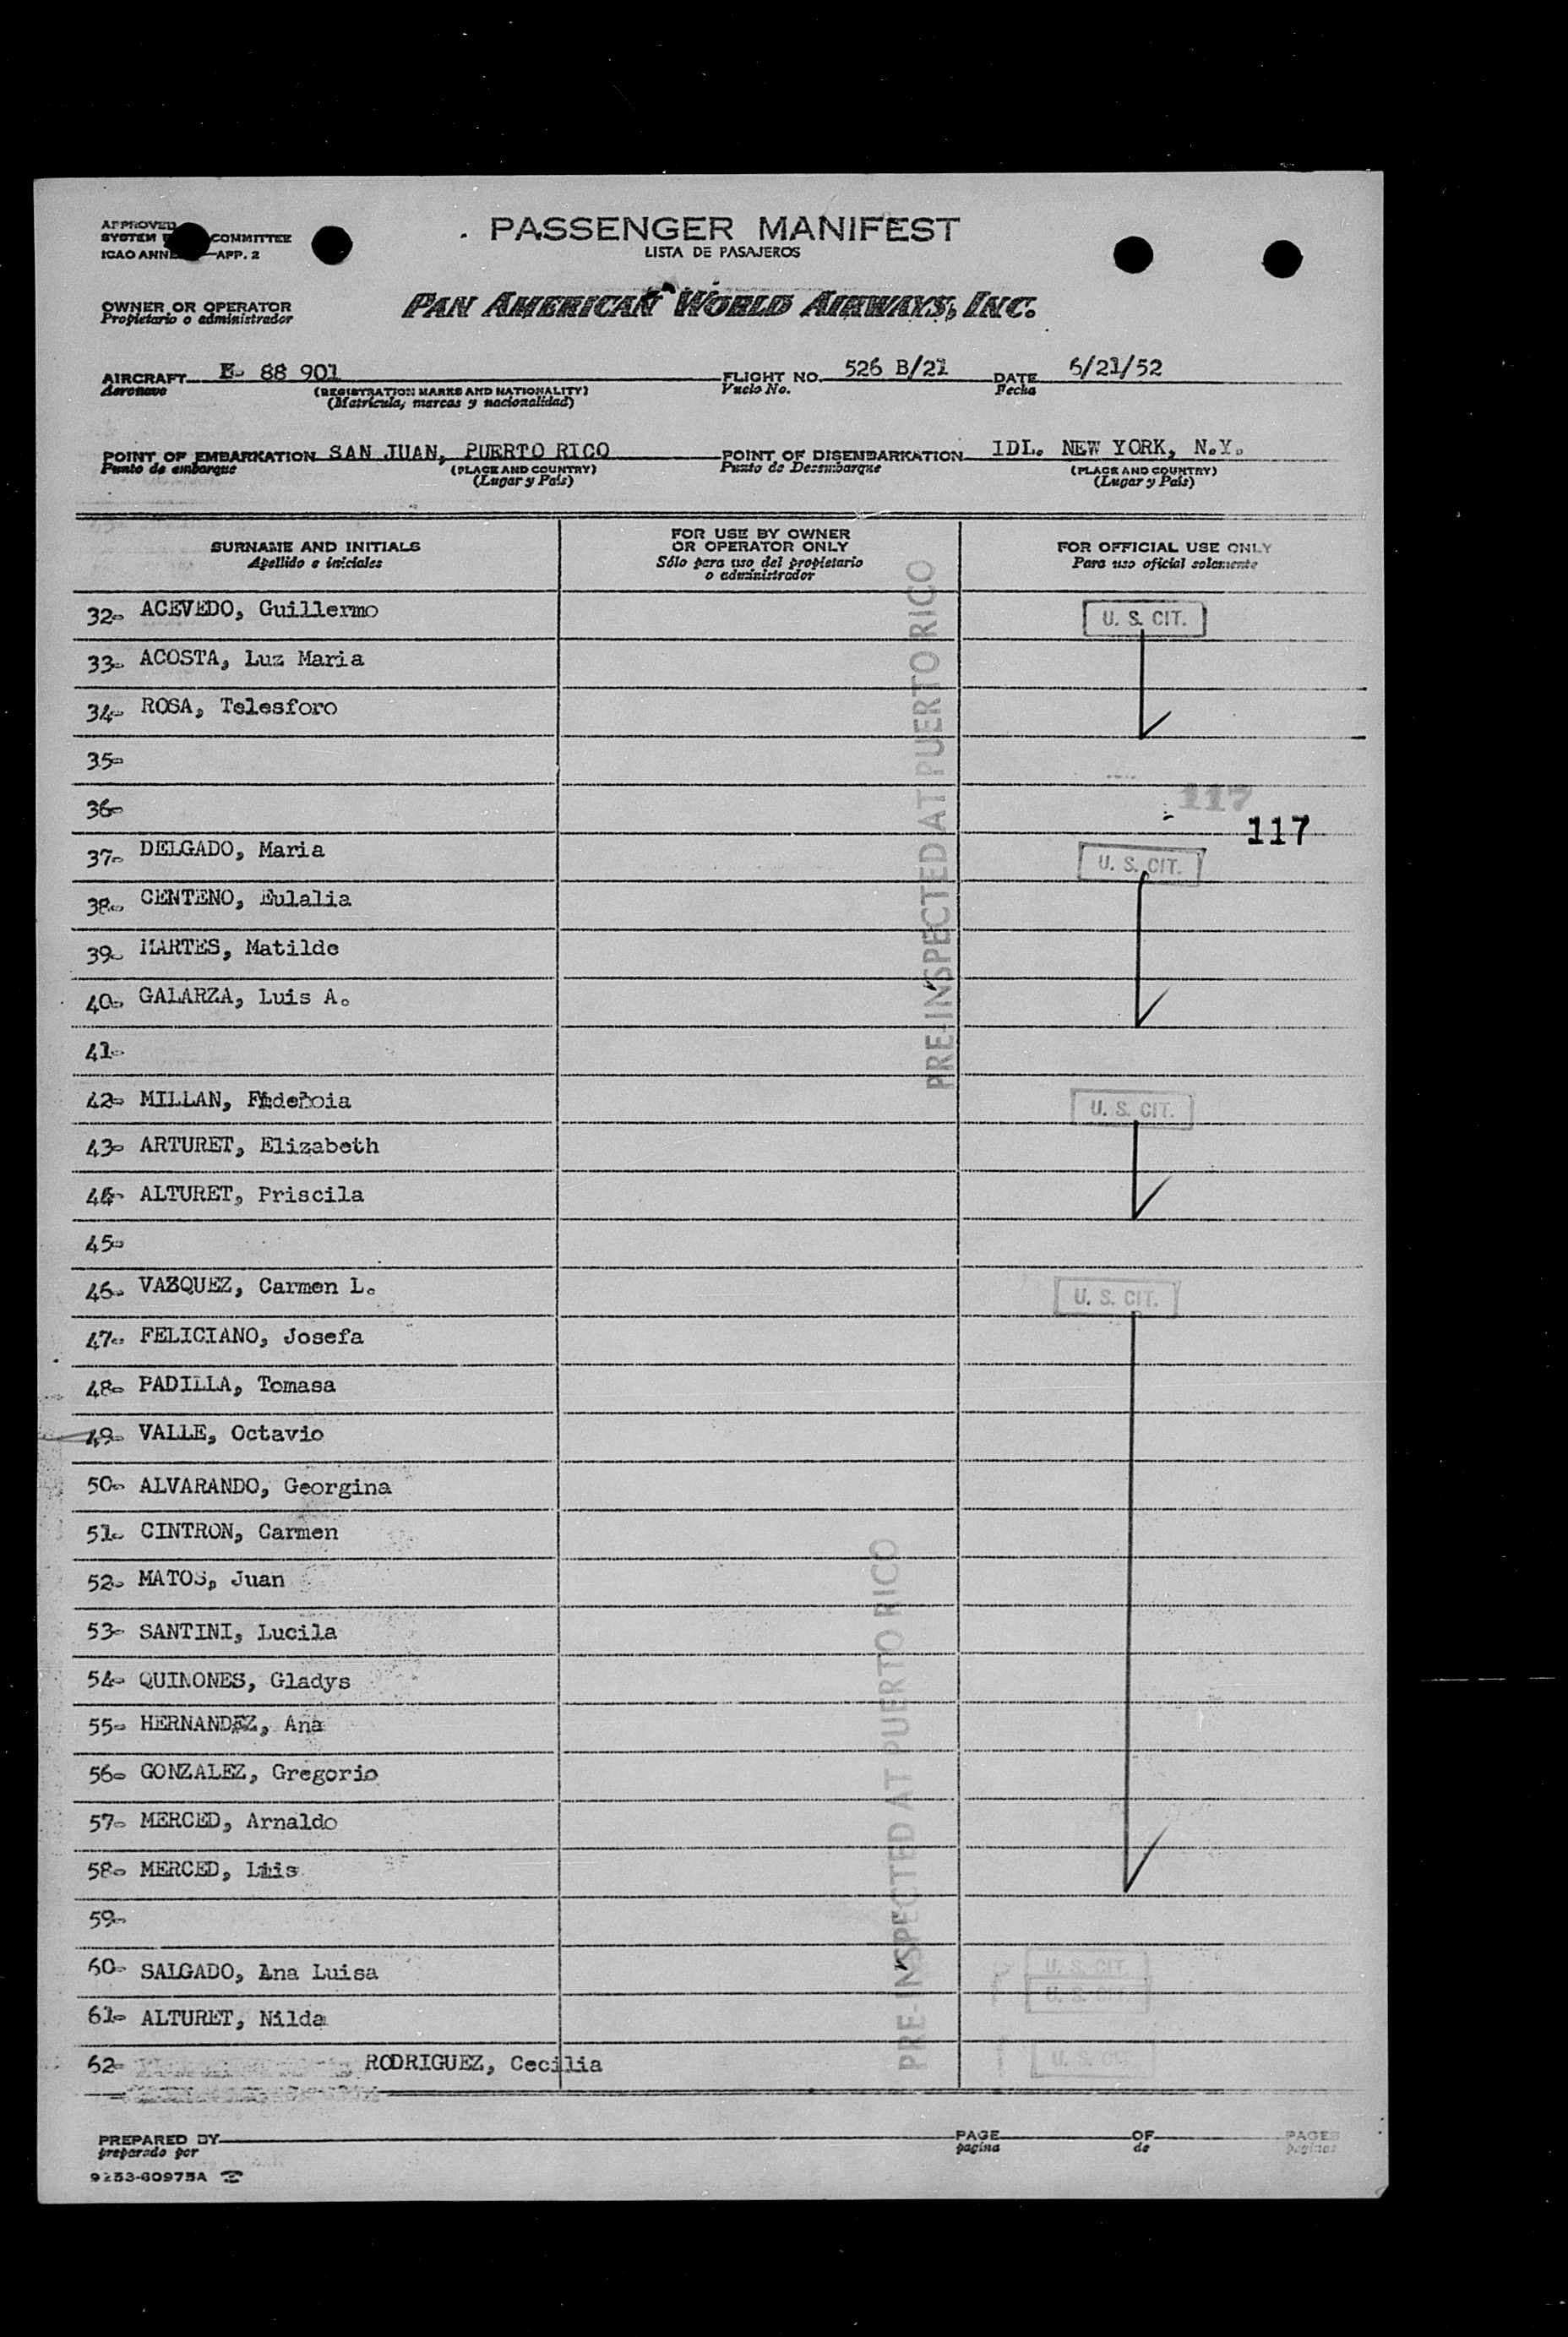 APPROVED
SYSTEM COMMITTEE
ICAO ANNE APP. 2
PASSENGER MANIFEST
LISTA DE PASAJEROS
OWNER OR OPERATOR
Propietario o administrador
PAN AMERICAN WORLD AIRWAYS, INC.
AIRCRAFT 88 901 FLIGHT NO. 526 B/21 DATE 6/21/52
Aeronave (REGISTRATION MARKS AND NATIONALITY) Vuelo No. Fecha
(Matrícula, marcas y nacionalidad)
POINT OF EMBARKATION SAN JUAN, PUERTO RICO POINT OF DISEMBARKATION IDL. NEW YORK, N.Y.
Punto de embarque (PLACE AND COUNTRY) Punto de Desembarque (PLACE AND COUNTRY)
(Lugar y País) (Lugar y País)
SURNAME AND INITIALS FOR USE BY OWNER OR OPERATOR ONLY FOR OFFICIAL USE ONLY
Apellido e iniciales Sólo para uso del propietario o administrador Para uso oficial solamente
32- ACEVEDO, Guillermo U. S. CIT.
33- ACOSTA, Luz Maria
34- ROSA, Telesforo
35-
36- 117
117
37- DELGADO, Maria U. S. CIT.
38- CENTENO, Eulalia
39- MARTES, Matilde
40- GALARZA, Luis A.
PRE-INSPECTED AT PUERTO RICO
41-
42- MILLAN, U. S. CIT.
43- ARTURET, Elizabeth
44- ALTURET, Priscila
45-
46- VAZQUEZ, Carmen L. U. S. CIT.
47- FELICIANO, Josefa
48- PADILLA, Tomasa
49- VALLE, Octavio
50- ALVARANDO, Georgina
51- CINTRON, Carmen
52- MATOS, Juan
53- SANTINI, Lucila
54- QUINONES, Gladys
55- HERNANDEZ, Ana
56- GONZALEZ, Gregorio
57- MERCED, Arnaldo
58- MERCED, Luis
59-
60- SALGADO, Ana Luisa U. S. CIT.
61- ALTURET, Nilda U. S. CIT.
62- RODRIGUEZ, Cecilia U. S. CIT.
PRE-INSPECTED AT PUERTO RICO
PREPARED BY PAGE OF PAGES
preparado por pagina de paginas
9253-60975A